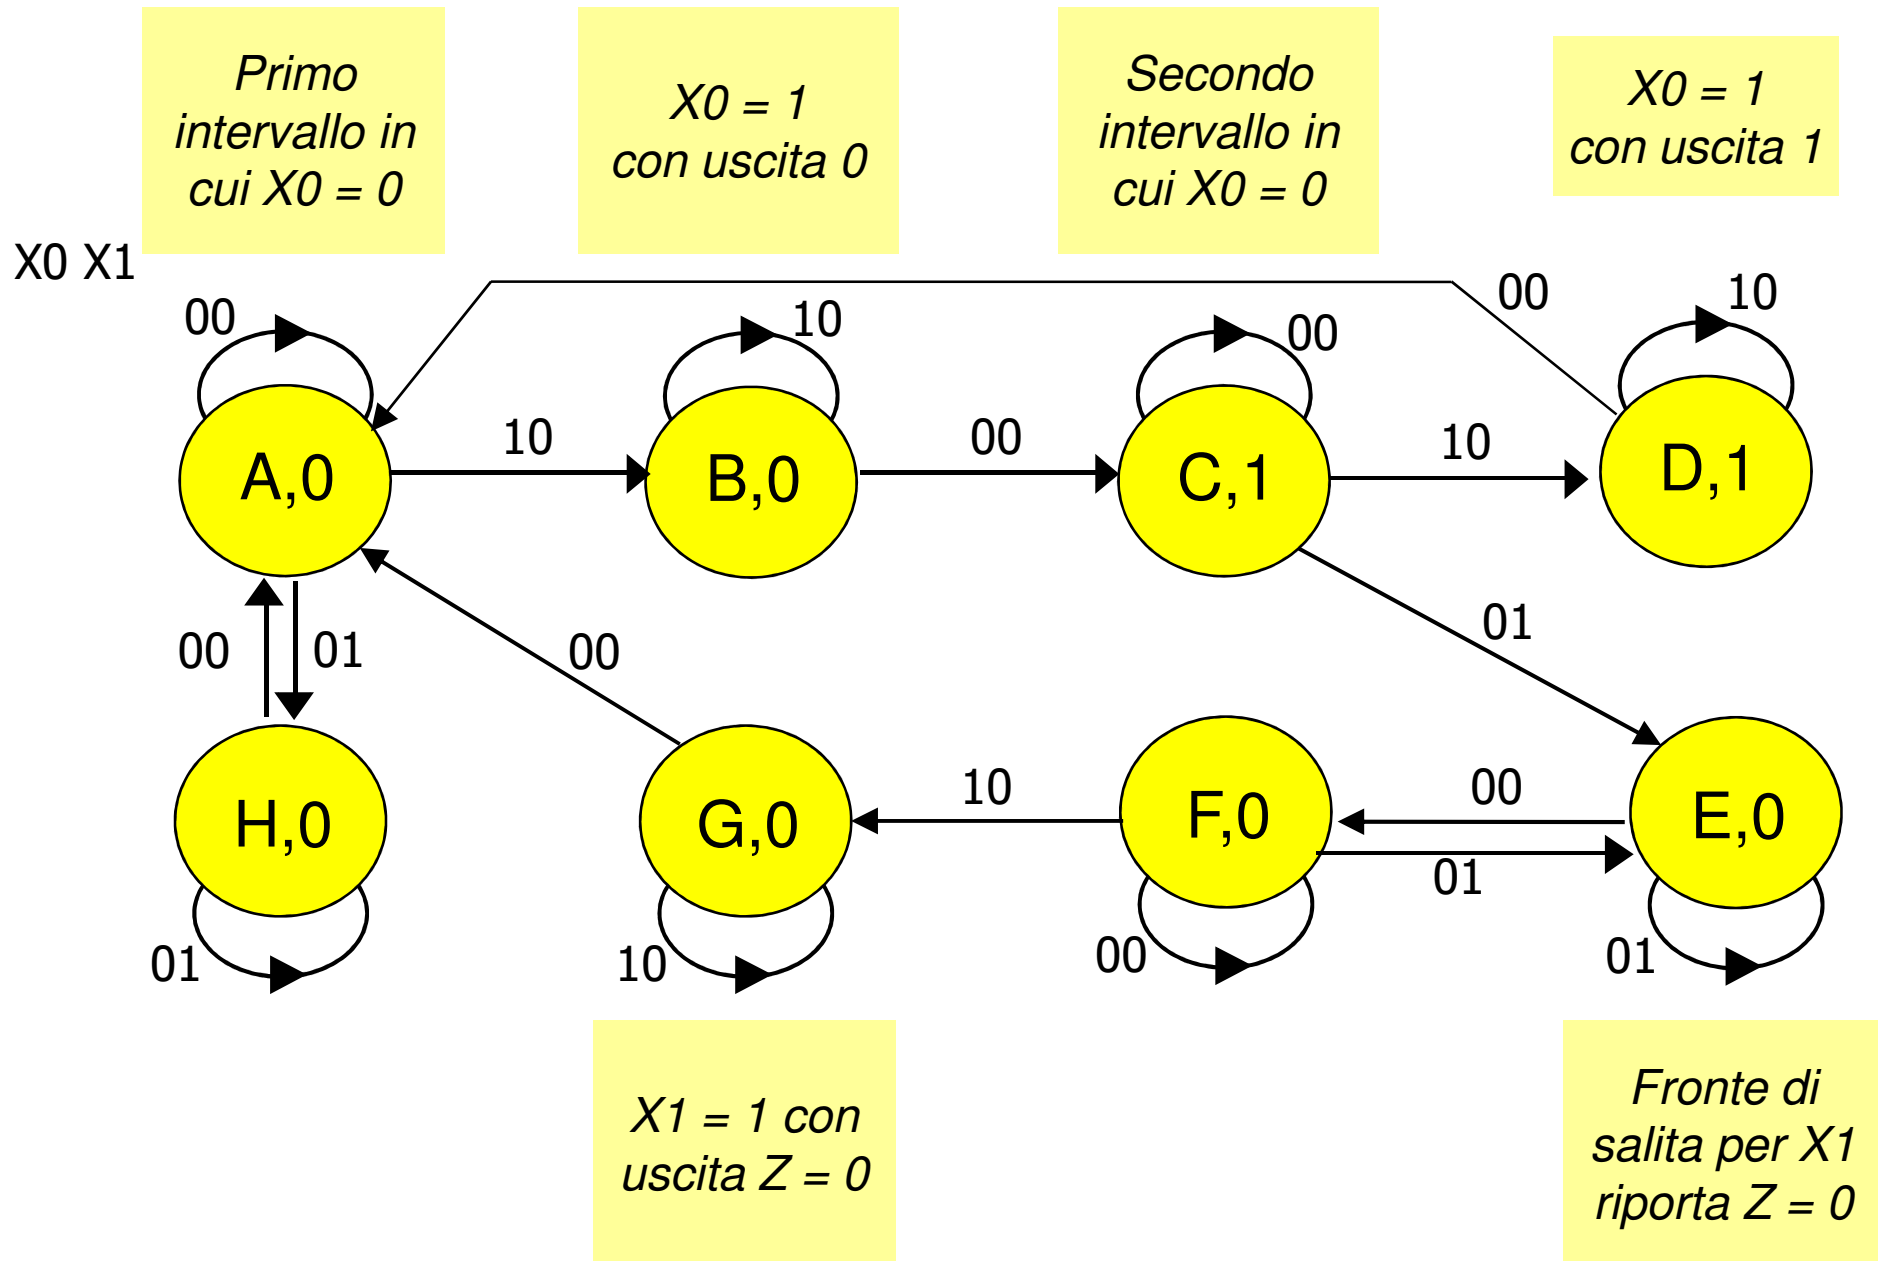 Primo
intervallo in
cui X0 = 0
X0 = 1
con uscita 0
Secondo
intervallo in
cui X0 = 0
X0 = 1
con uscita 1
X0 X1
00
10
00
00
10
A,0
10
B,0
00
C,1
10
D,1
00
01
00
01
H,0
G,0
10
F,0
00
01
E,0
01
10
00
01
X1 = 1 con
uscita Z = 0
Fronte di
salita per X1
riporta Z = 0